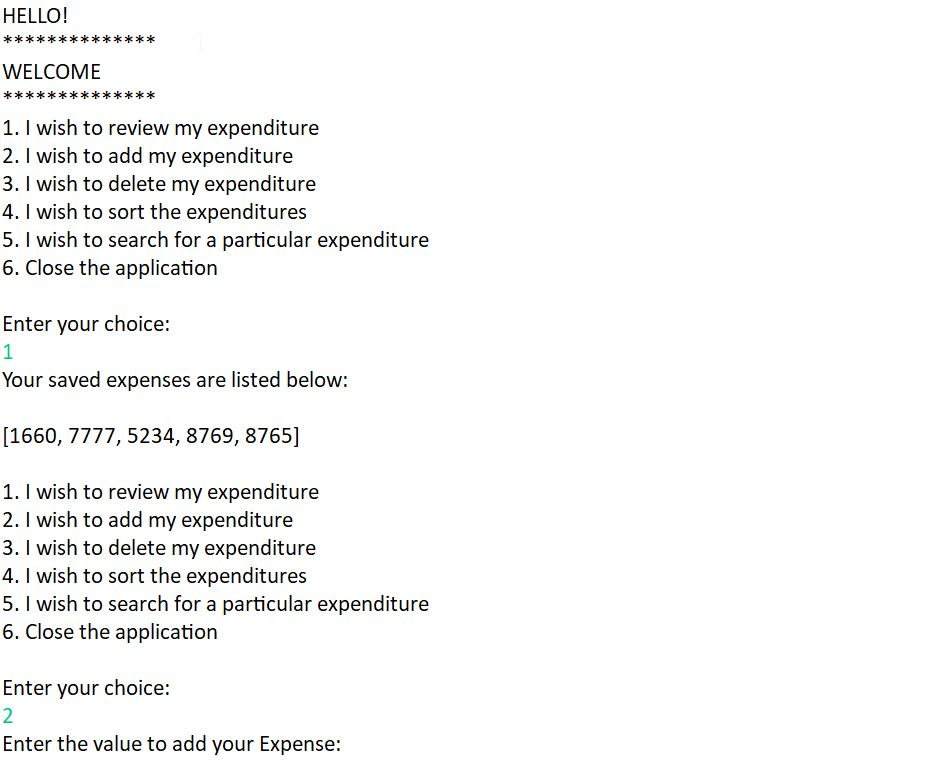 HELLO!
**************
WELCOME
**************
1. I wish to review my expenditure
2. I wish to add my expenditure
3. I wish to delete my expenditure
4. I wish to sort the expenditures
5. I wish to search for a particular expenditure
6. Close the application
Enter your choice:
1
Your saved expenses are listed below:
[1660, 7777, 5234, 8769, 8765]
1. I wish to review my expenditure
2. I wish to add my expenditure
3. I wish to delete my expenditure
4. I wish to sort the expenditures
5. I wish to search for a particular expenditure
6. Close the application
Enter your choice:
2
Enter the value to add your Expense: